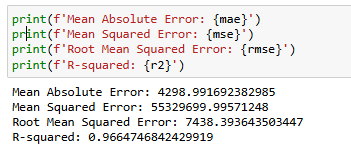 print(f'Mean Absolute Error: {mae}')
print(f'Mean Squared Error: {mse}')
print(f'Root Mean Squared Error: {rmse}')
print(f'R-squared: {r2}')
Mean Absolute Error: 4298.991692382985
Mean Squared Error: 55329699.99571248
Root Mean Squared Error: 7438.393643503447
R-squared: 0.9664746842429919